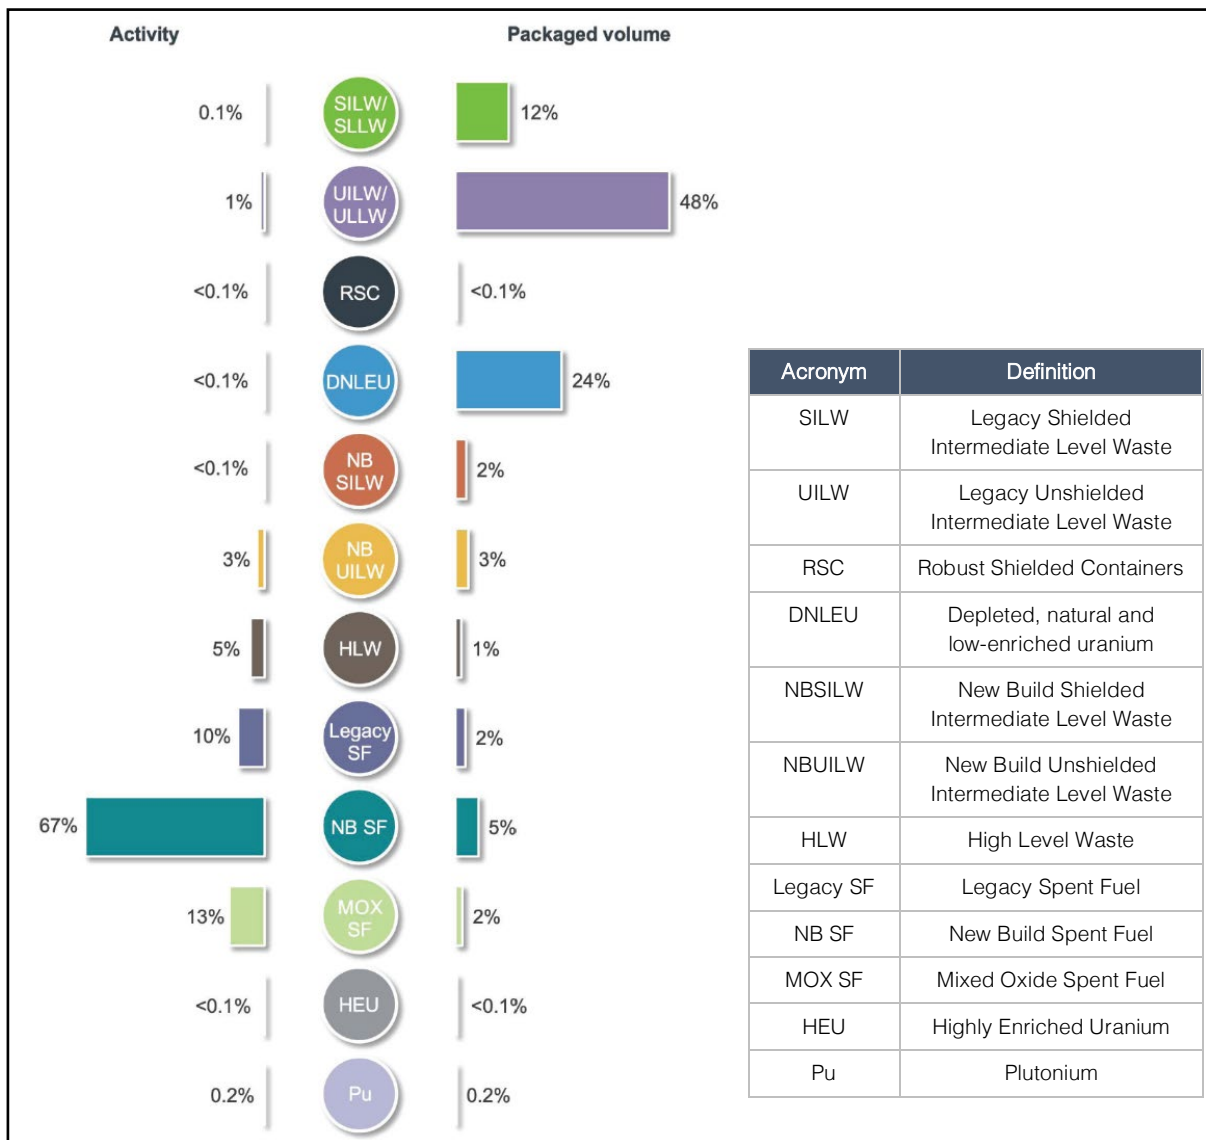 Activity
Packaged volume
0.1%
SILW/
SLLW
12%
1%
UILW/
ULLW
48%
<0.1%
RSC
<0.1%
<0.1%
DNLEU
24%
<0.1%
NB
SILW
2%
3%
NB
UILW
3%
5%
HLW
1%
10%
Legacy
SF
2%
67%
NB SF
5%
13%
MOX
SF
2%
<0.1%
HEU
<0.1%
0.2%
Pu
0.2%
Acronym Definition
SILW Legacy Shielded
Intermediate Level Waste
UILW Legacy Unshielded
Intermediate Level Waste
RSC Robust Shielded Containers
DNLEU Depleted, natural and
low-enriched uranium
NBSILW New Build Shielded
Intermediate Level Waste
NBUILW New Build Unshielded
Intermediate Level Waste
HLW High Level Waste
Legacy SF Legacy Spent Fuel
NB SF New Build Spent Fuel
MOX SF Mixed Oxide Spent Fuel
HEU Highly Enriched Uranium
Pu Plutonium